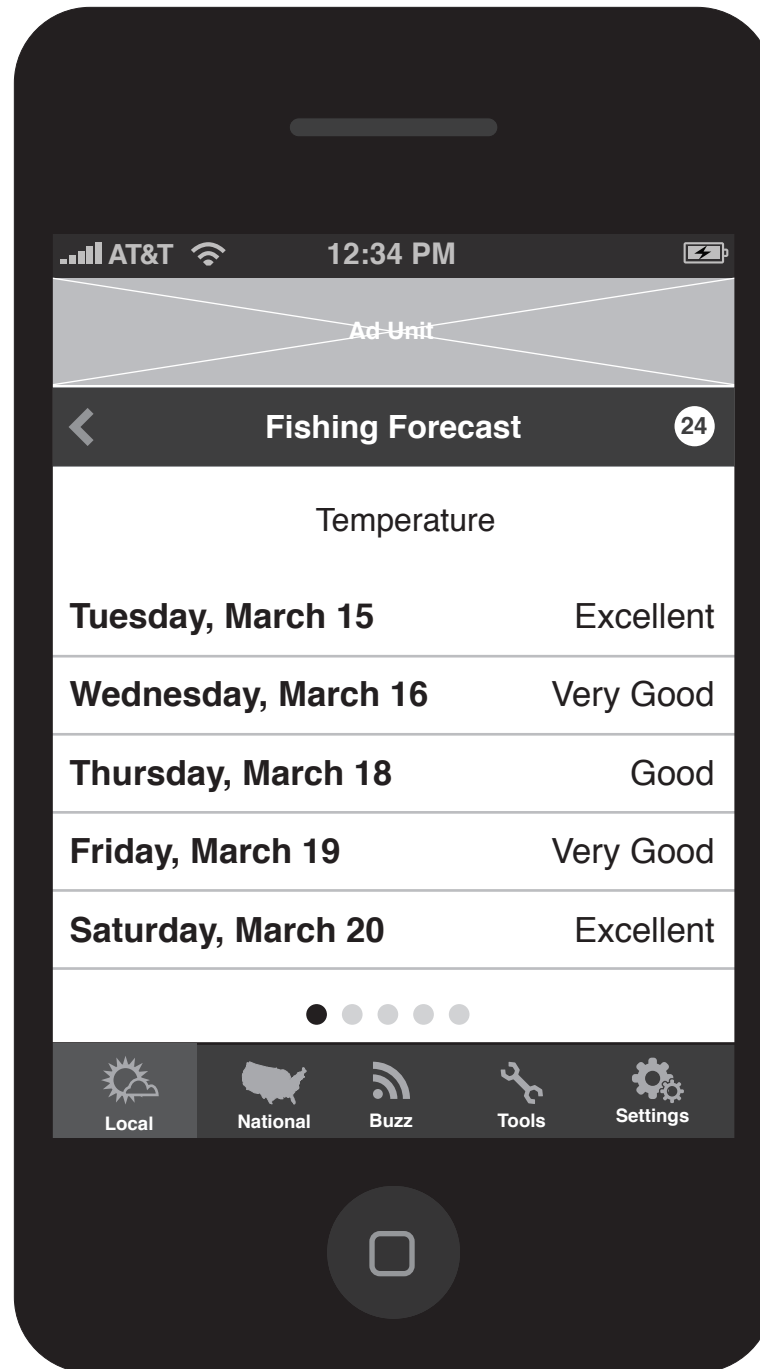 AT&T 12:34 PM
Ad Unit
Fishing Forecast 24
Temperature
Tuesday, March 15 Excellent
Wednesday, March 16 Very Good
Thursday, March 18 Good
Friday, March 19 Very Good
Saturday, March 20 Excellent
Local National Buzz Tools Settings